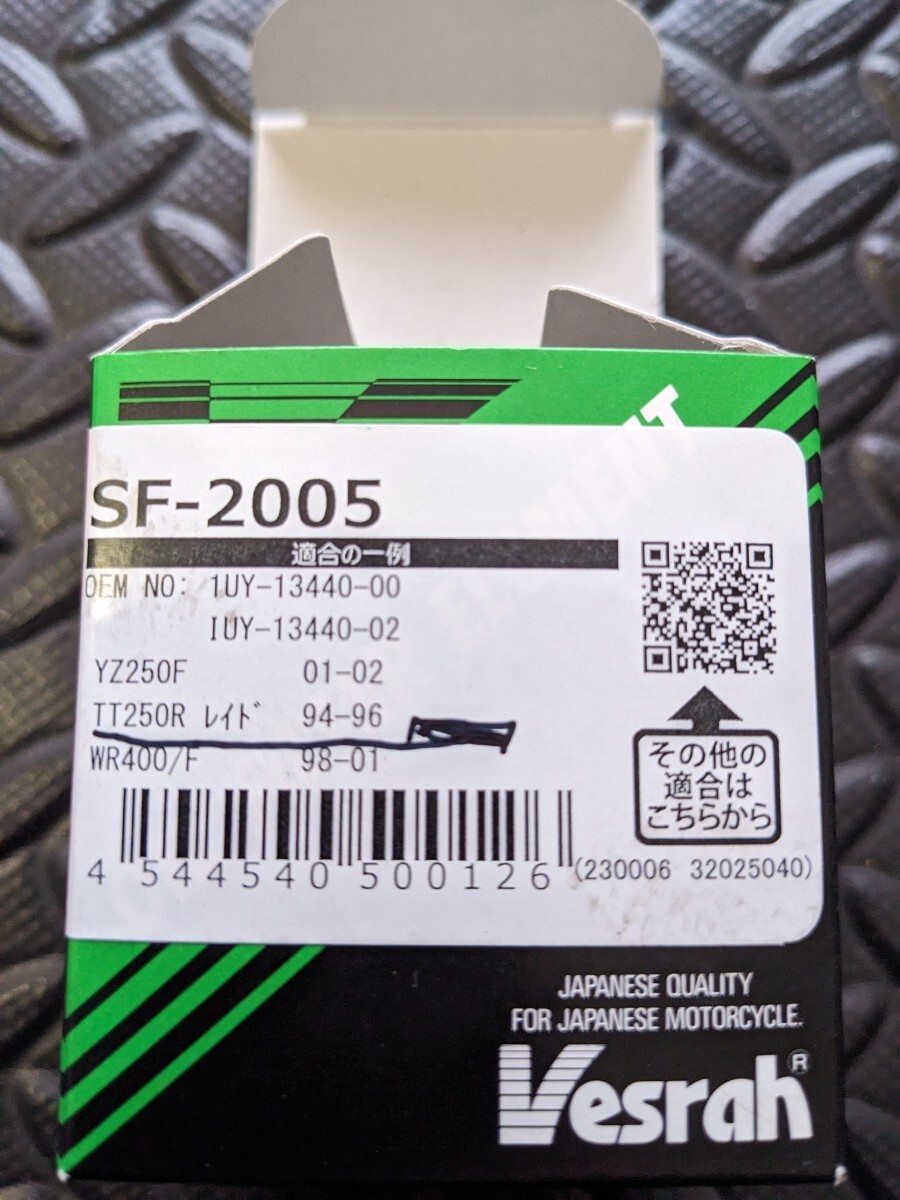 SF-2005
適合の一例
OEM NO: 1UY-13440-00
IUY-13440-02
YZ250F 01-02
TT250R ﾚｲﾄﾞ 94-96
WR400/F 98-01
4 544540 500126
(230006 32025040)
その他の
適合は
こちらから
JAPANESE QUALITY
FOR JAPANESE MOTORCYCLE.
Vesrah®